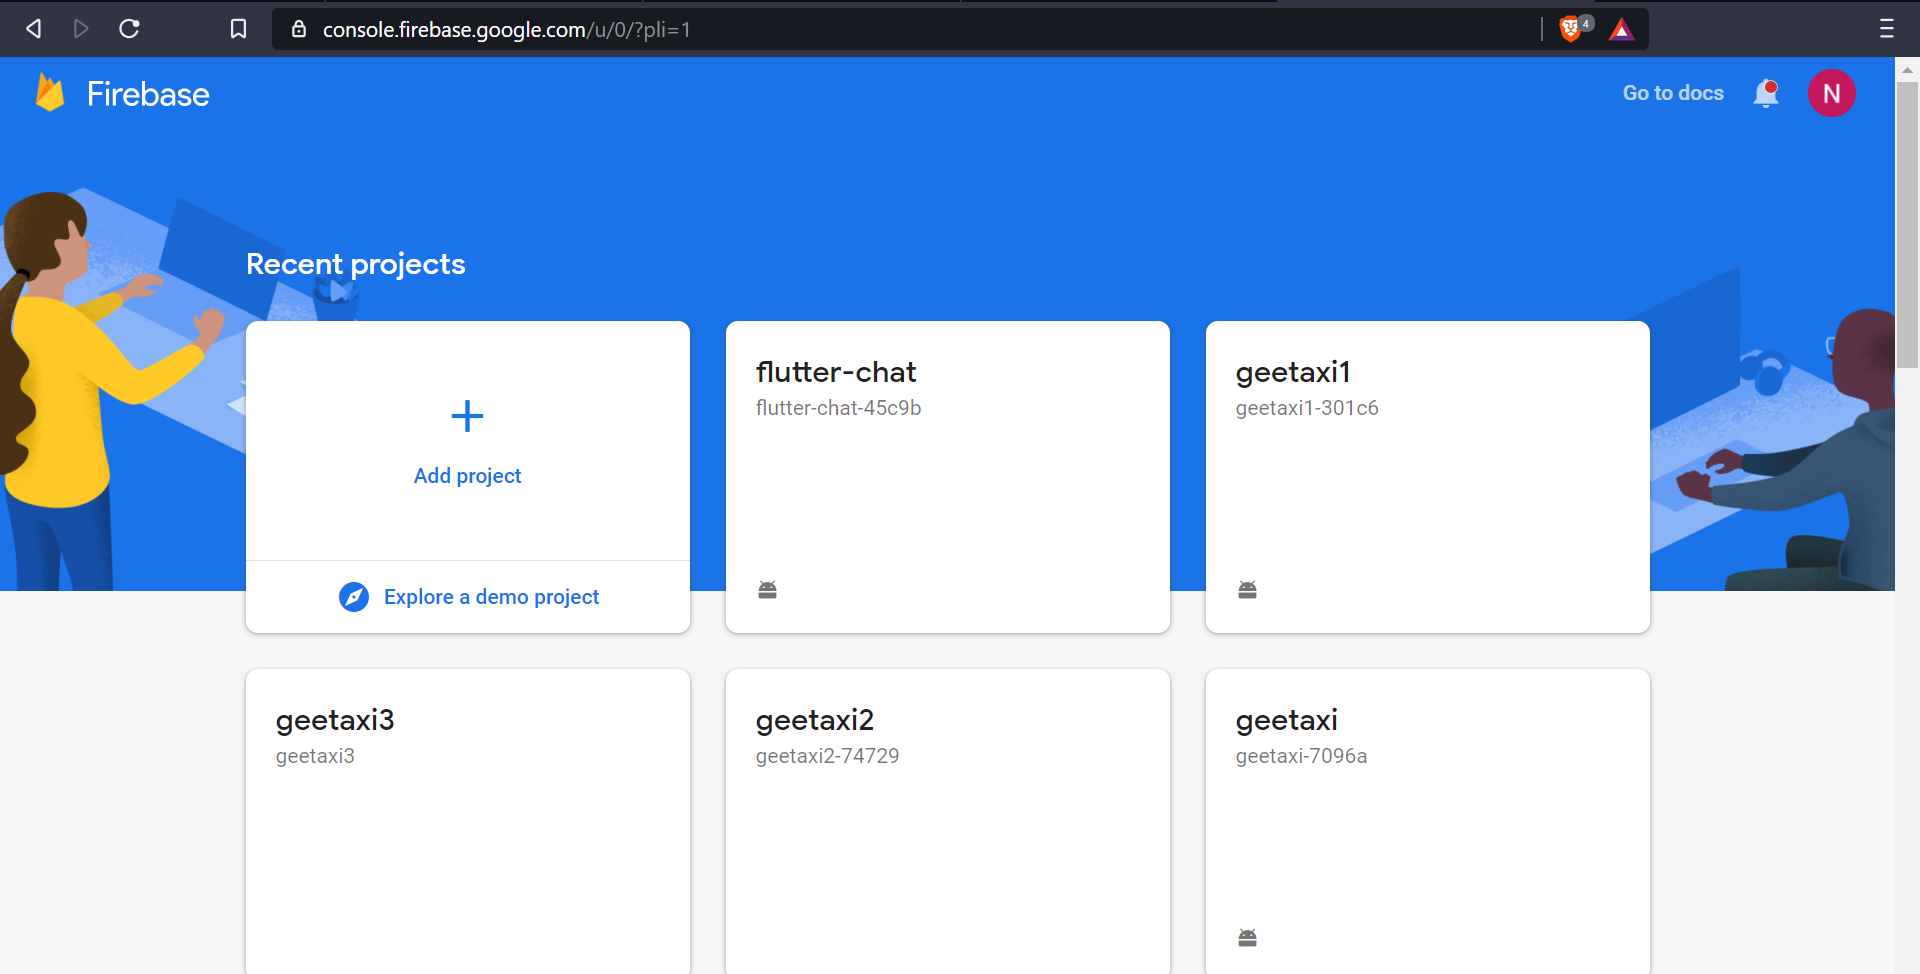 console.firebase.google.com/u/0/?pli=1
4
Firebase
Go to docs
N
Recent projects
Add project
Explore a demo project
flutter-chat
flutter-chat-45c9b
geetaxi1
geetaxi1-301c6
geetaxi3
geetaxi3
geetaxi2
geetaxi2-74729
geetaxi
geetaxi-7096a